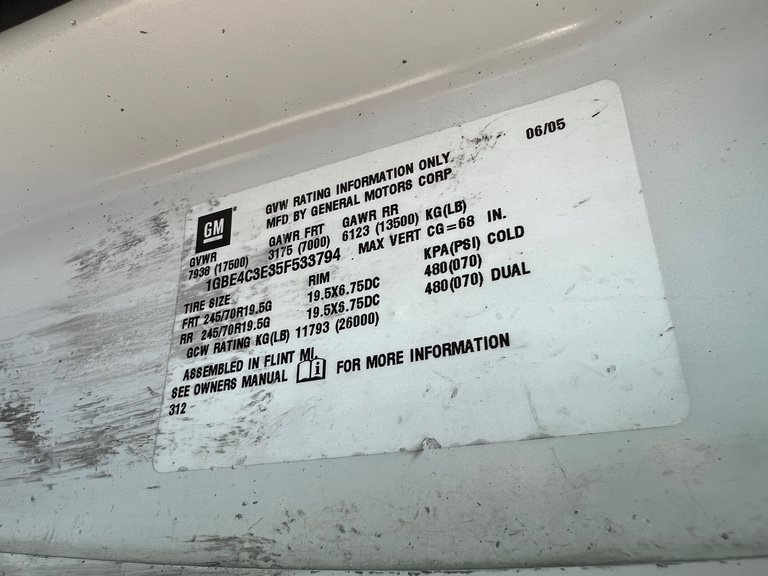 06/05
GM
GVW RATING INFORMATION ONLY
MFD BY GENERAL MOTORS CORP
GVWR GAWR FRT GAWR RR
7938 (17500) 3175 (7000) 6123 (13500) KG(LB)
1GBE4C3E35F533794 MAX VERT CG=68 IN.
TIRE SIZE RIM KPA(PSI) COLD
FRT 245/70R19.5G 19.5X6.75DC 480(070)
RR 245/70R19.5G 19.5X6.75DC 480(070) DUAL
GCW RATING KG(LB) 11793 (26000)
ASSEMBLED IN FLINT MI.
SEE OWNERS MANUAL i FOR MORE INFORMATION
312